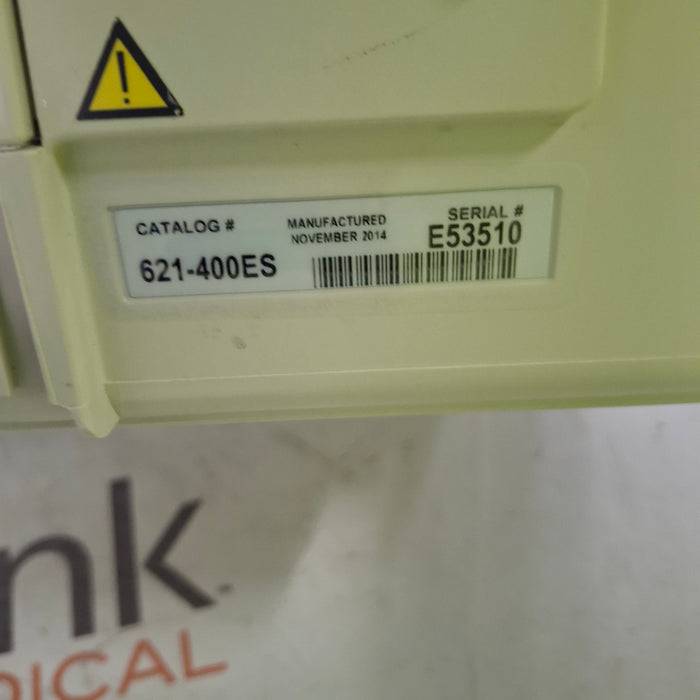 !
CATALOG #
621-400ES
MANUFACTURED
NOVEMBER 2014
SERIAL #
E53510
nk
DICAL